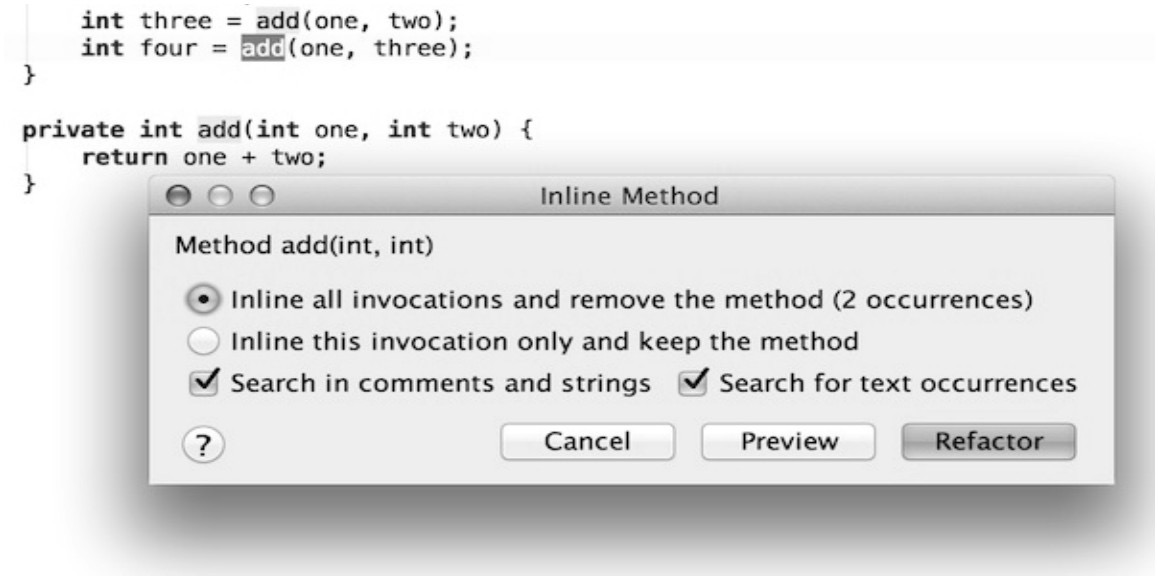 int three = add(one, two);
int four = add(one, three);
}
private int add(int one, int two) {
return one + two;
}
Inline Method
Method add(int, int)
Inline all invocations and remove the method (2 occurrences)
Inline this invocation only and keep the method
Search in comments and strings Search for text occurrences
? Cancel Preview Refactor